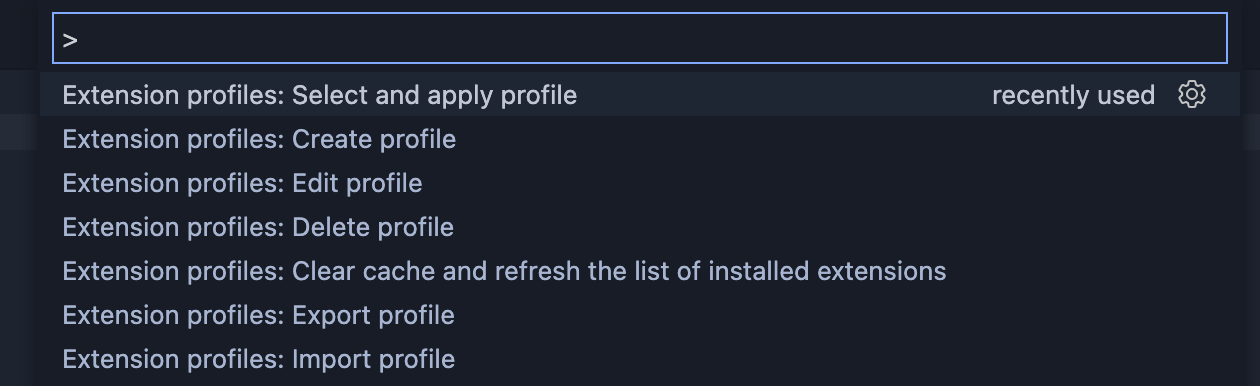 >
Extension profiles: Select and apply profile recently used
Extension profiles: Create profile
Extension profiles: Edit profile
Extension profiles: Delete profile
Extension profiles: Clear cache and refresh the list of installed extensions
Extension profiles: Export profile
Extension profiles: Import profile